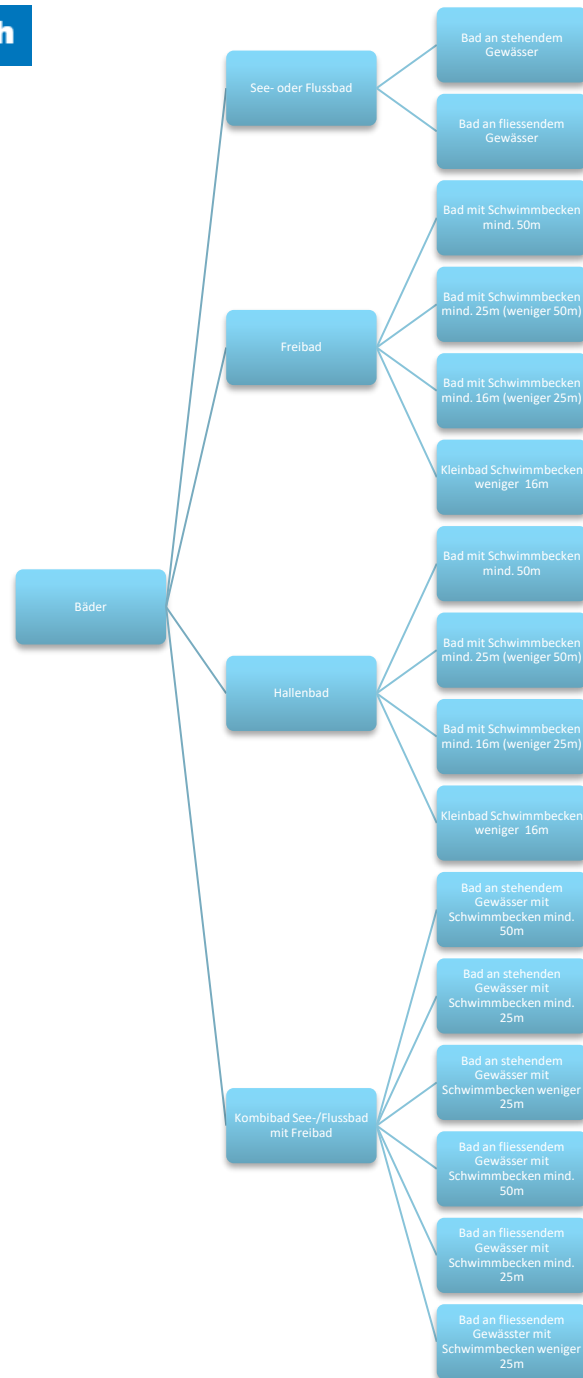 h
See- oder Flussbad
Bad an stehendem
Gewässer
Bad an fliessendem
Gewässer
Freibad
Bad mit Schwimmbecken
mind. 50m
Bad mit Schwimmbecken
mind. 25m (weniger 50m)
Bad mit Schwimmbecken
mind. 16m (weniger 25m)
Kleinbad Schwimmbecken
weniger 16m
Bäder
Hallenbad
Bad mit Schwimmbecken
mind. 50m
Bad mit Schwimmbecken
mind. 25m (weniger 50m)
Bad mit Schwimmbecken
mind. 16m (weniger 25m)
Kleinbad Schwimmbecken
weniger 16m
Kombibad See-/Flussbad
mit Freibad
Bad an stehendem
Gewässer mit
Schwimmbecken mind.
50m
Bad an stehenden
Gewässer mit
Schwimmbecken mind.
25m
Bad an stehendem
Gewässer mit
Schwimmbecken weniger
25m
Bad an fliessendem
Gewässer mit
Schwimmbecken mind.
50m
Bad an fliessendem
Gewässer mit
Schwimmbecken mind.
25m
Bad an fliessendem
Gewässter mit
Schwimmbecken weniger
25m